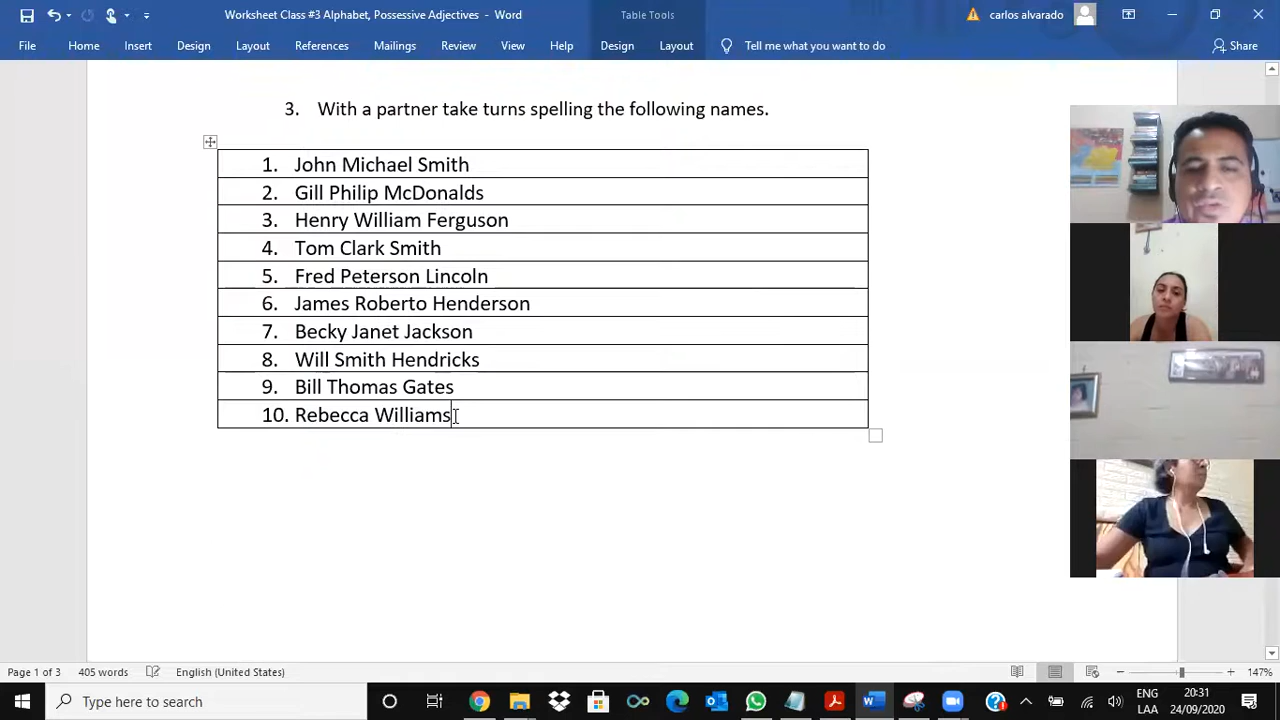 Worksheet Class #3 Alphabet, Possessive Adjectives - Word
Table Tools
carlos alvarado
File Home Insert Design Layout References Mailings Review View Help Design Layout Tell me what you want to do Share
3. With a partner take turns spelling the following names.
1. John Michael Smith
2. Gill Philip McDonalds
3. Henry William Ferguson
4. Tom Clark Smith
5. Fred Peterson Lincoln
6. James Roberto Henderson
7. Becky Janet Jackson
8. Will Smith Hendricks
9. Bill Thomas Gates
10. Rebecca Williams
Page 1 of 3 405 words English (United States) 147%
Type here to search
ENG
LAA
20:31
24/09/2020